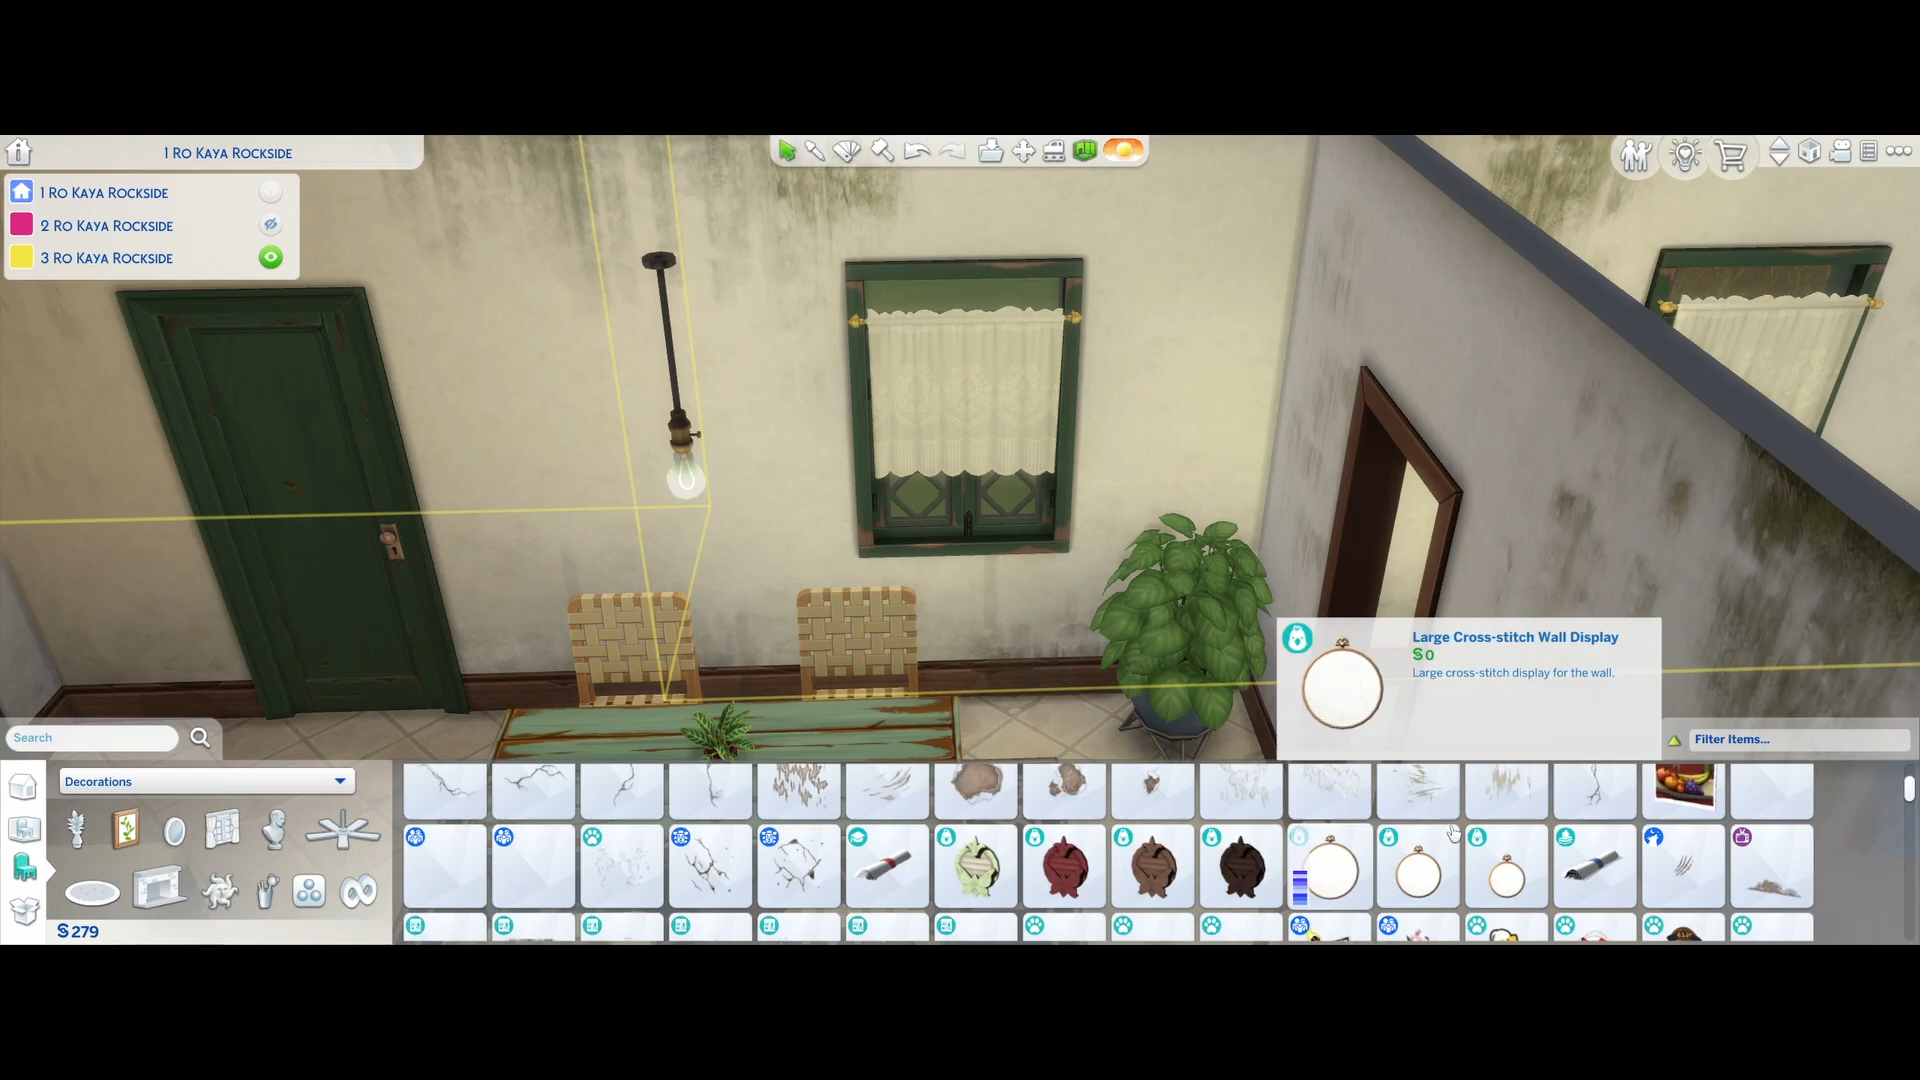 1 Ro Kaya Rockside
1 Ro Kaya Rockside
2 Ro Kaya Rockside
3 Ro Kaya Rockside
Large Cross-stitch Wall Display
§0
Large cross-stitch display for the wall.
Search
Filter Items...
Decorations
§279